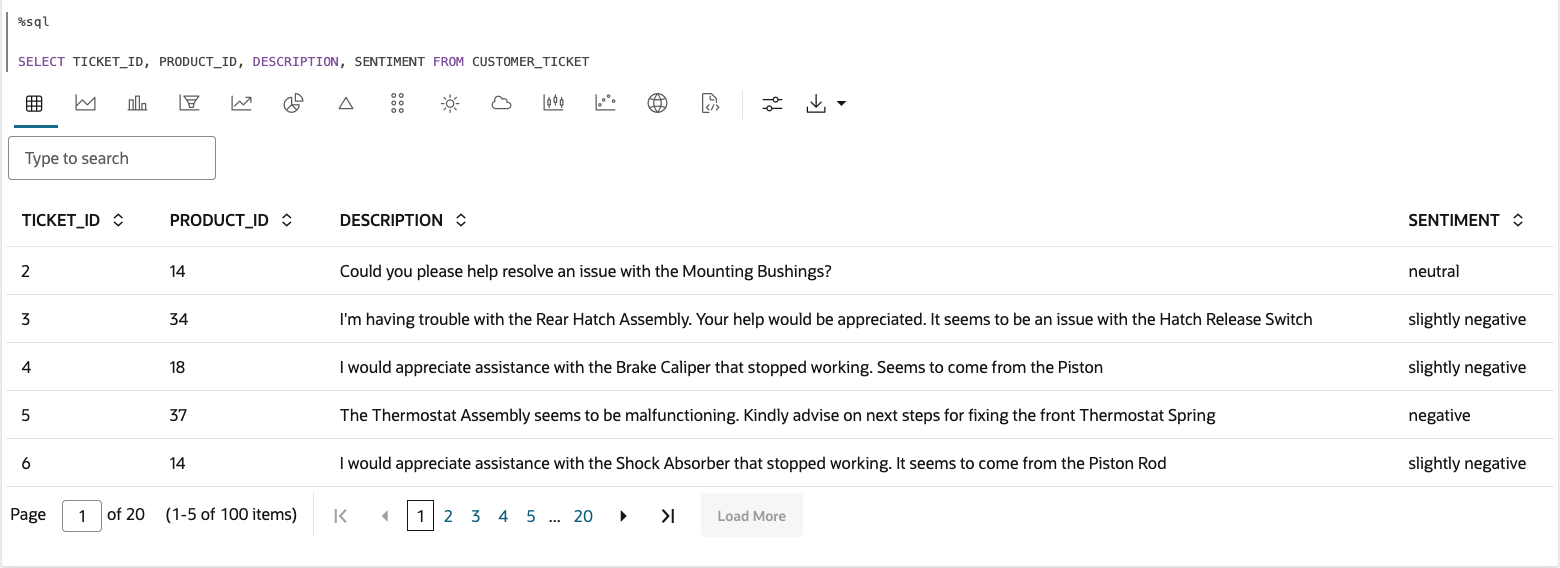 %sql
SELECT TICKET_ID, PRODUCT_ID, DESCRIPTION, SENTIMENT FROM CUSTOMER_TICKET
Type to search
TICKET_ID PRODUCT_ID DESCRIPTION SENTIMENT
2 14 Could you please help resolve an issue with the Mounting Bushings? neutral
3 34 I'm having trouble with the Rear Hatch Assembly. Your help would be appreciated. It seems to be an issue with the Hatch Release Switch slightly negative
4 18 I would appreciate assistance with the Brake Caliper that stopped working. Seems to come from the Piston slightly negative
5 37 The Thermostat Assembly seems to be malfunctioning. Kindly advise on next steps for fixing the front Thermostat Spring negative
6 14 I would appreciate assistance with the Shock Absorber that stopped working. It seems to come from the Piston Rod slightly negative
Page 1 of 20 (1-5 of 100 items) 1 2 3 4 5 ... 20 Load More